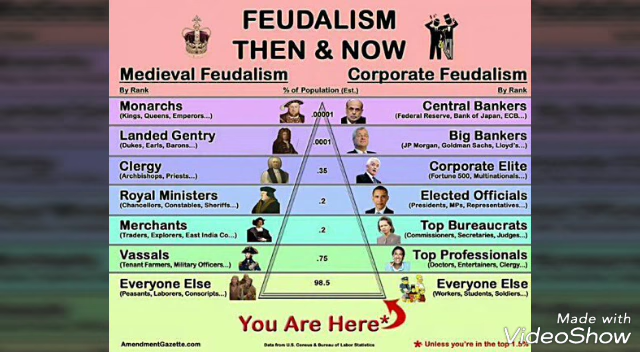 FEUDALISM
THEN & NOW
Medieval Feudalism
Corporate Feudalism
By Rank
% of Population (Est.)
By Rank
Monarchs
(Kings, Queens, Emperors...)
.00001
Central Bankers
(Federal Reserve, Bank of Japan, ECB...)
Landed Gentry
(Dukes, Earls, Barons...)
.0001
Big Bankers
(JP Morgan, Goldman Sachs, Lloyd's...)
Clergy
(Archbishops, Priests...)
.35
Corporate Elite
(Fortune 500, Multinationals...)
Royal Ministers
(Chancellors, Constables, Sheriffs...)
.2
Elected Officials
(Presidents, MPs, Representatives...)
Merchants
(Traders, Explorers, East India Co...)
.2
Top Bureaucrats
(Commissioners, Secretaries, Judges...)
Vassals
(Tenant Farmers, Military Officers...)
.75
Top Professionals
(Doctors, Entertainers, Clergy...)
Everyone Else
(Peasants, Laborers, Conscripts...)
98.5
Everyone Else
(Workers, Students, Soldiers...)
You Are Here*
AmendmentGazette.com
Data from U.S. Census & Bureau of Labor Statistics
* Unless you're in the top 1.5%
Made with
VideoShow